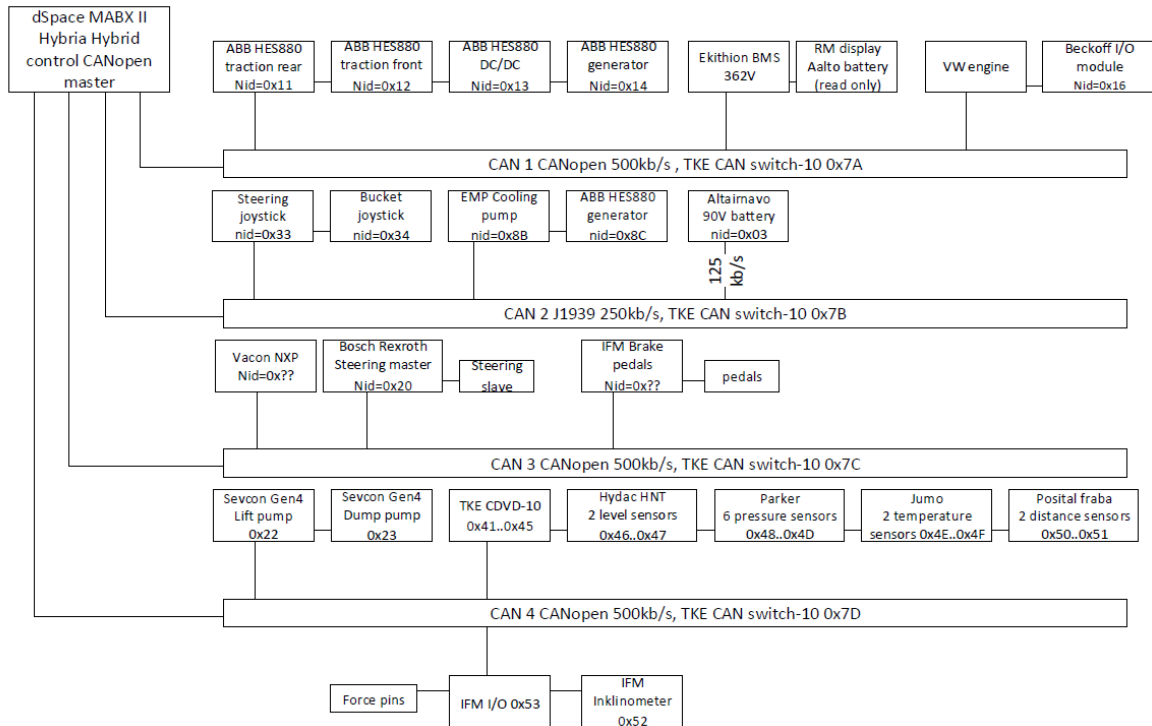 dSpace MABX II
Hybria Hybrid
control CANopen
master
ABB HES880
traction rear
Nid=0x11
ABB HES880
traction front
Nid=0x12
ABB HES880
DC/DC
Nid=0x13
ABB HES880
generator
Nid=0x14
Ekithion BMS
362V
RM display
Aalto battery
(read only)
VW engine
Beckoff I/O
module
Nid=0x16
CAN 1 CANopen 500kb/s , TKE CAN switch-10 0x7A
Steering
joystick
nid=0x33
Bucket
joystick
nid=0x34
EMP Cooling
pump
nid=0x8B
ABB HES880
generator
nid=0x8C
Altairnavo
90V battery
nid=0x03
125
kb/s
CAN 2 J1939 250kb/s, TKE CAN switch-10 0x7B
Vacon NXP
Nid=0x??
Bosch Rexroth
Steering master
Nid=0x20
Steering
slave
IFM Brake
pedals
Nid=0x??
pedals
CAN 3 CANopen 500kb/s, TKE CAN switch-10 0x7C
Sevcon Gen4
Lift pump
0x22
Sevcon Gen4
Dump pump
0x23
TKE CDVD-10
0x41..0x45
Hydac HNT
2 level sensors
0x46..0x47
Parker
6 pressure sensors
0x48..0x4D
Jumo
2 temperature
sensors 0x4E..0x4F
Posital fraba
2 distance sensors
0x50..0x51
CAN 4 CANopen 500kb/s, TKE CAN switch-10 0x7D
Force pins
IFM I/O 0x53
IFM
Inklinometer
0x52